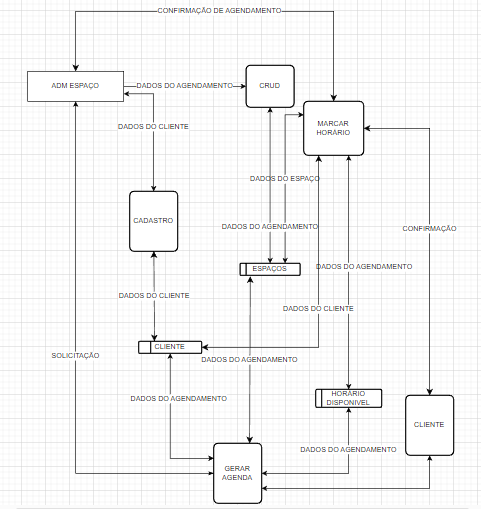 CONFIRMAÇÃO DE AGENDAMENTO
ADM ESPAÇO
DADOS DO AGENDAMENTO
CRUD
MARCAR
HORÁRIO
DADOS DO CLIENTE
DADOS DO ESPAÇO
CADASTRO
DADOS DO AGENDAMENTO
CONFIRMAÇÃO
ESPAÇOS
DADOS DO AGENDAMENTO
DADOS DO CLIENTE
DADOS DO CLIENTE
CLIENTE
SOLICITAÇÃO
DADOS DO AGENDAMENTO
DADOS DO AGENDAMENTO
HORÁRIO
DISPONIVEL
CLIENTE
DADOS DO AGENDAMENTO
GERAR
AGENDA